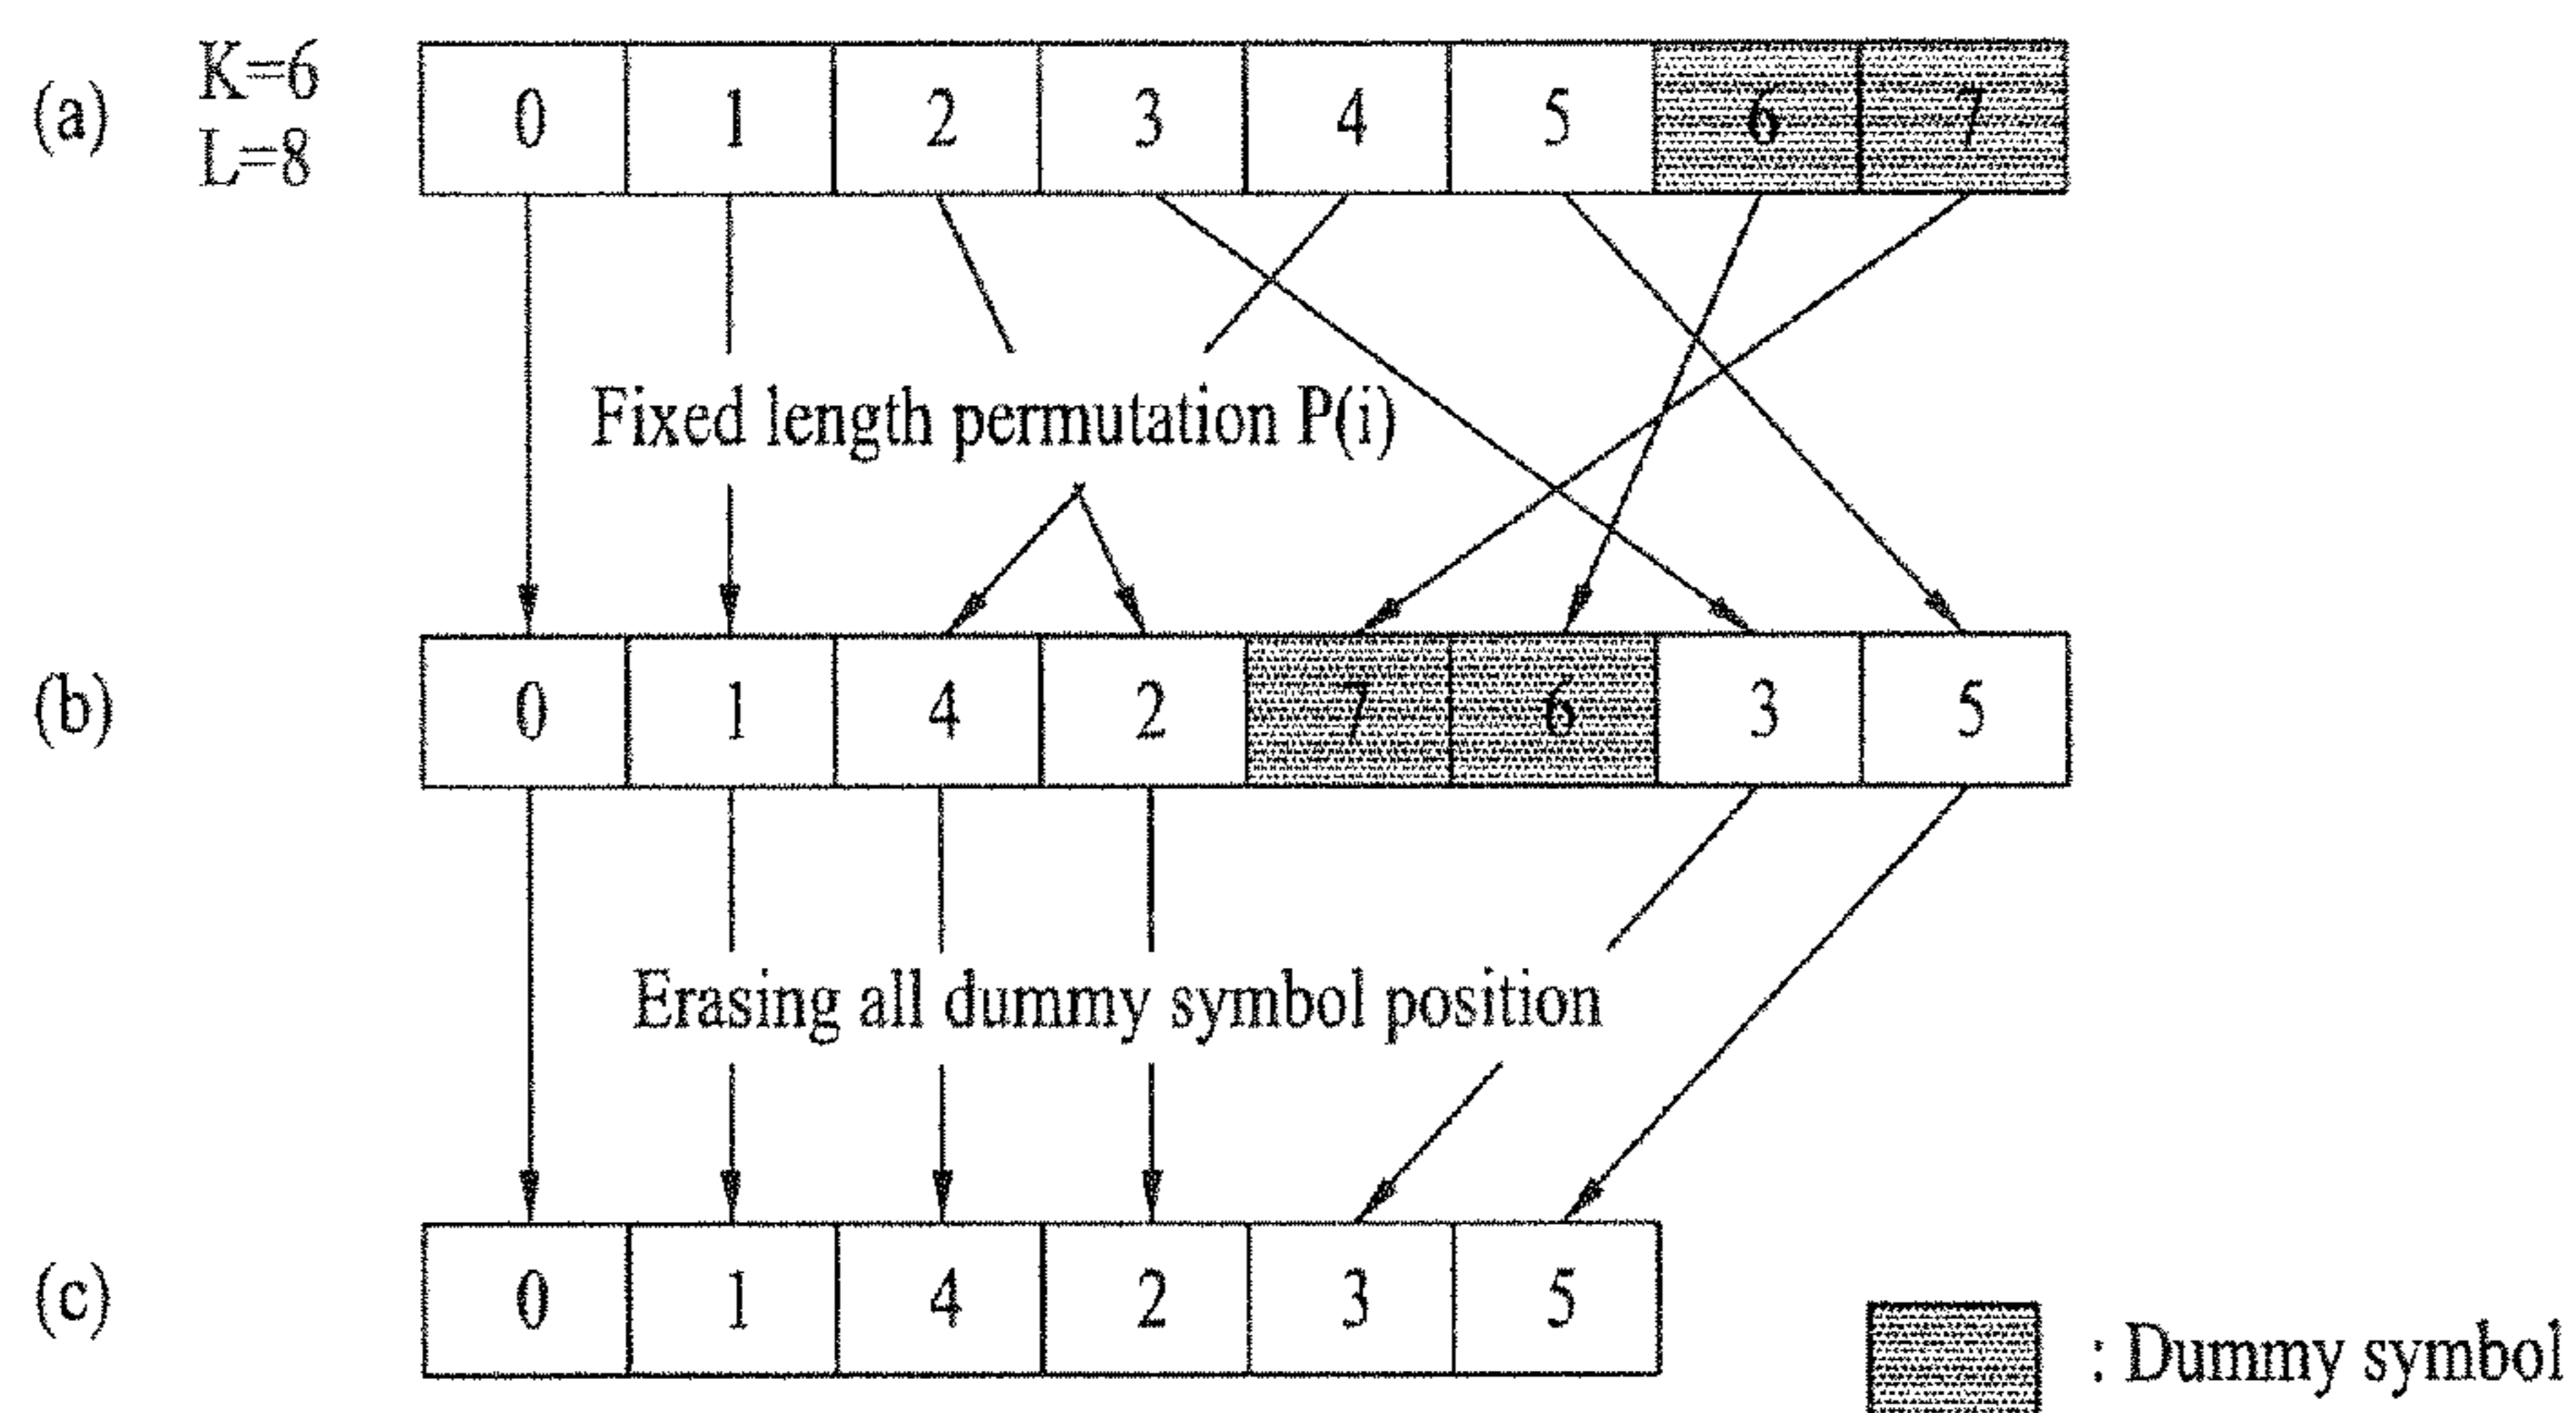 (a)
K=6
L=8
0 1 2 3 4 5 6 7
Fixed length permutation P(i)
(b)
0 1 4 2 7 6 3 5
Erasing all dummy symbol position
(c)
0 1 4 2 3 5
: Dummy symbol